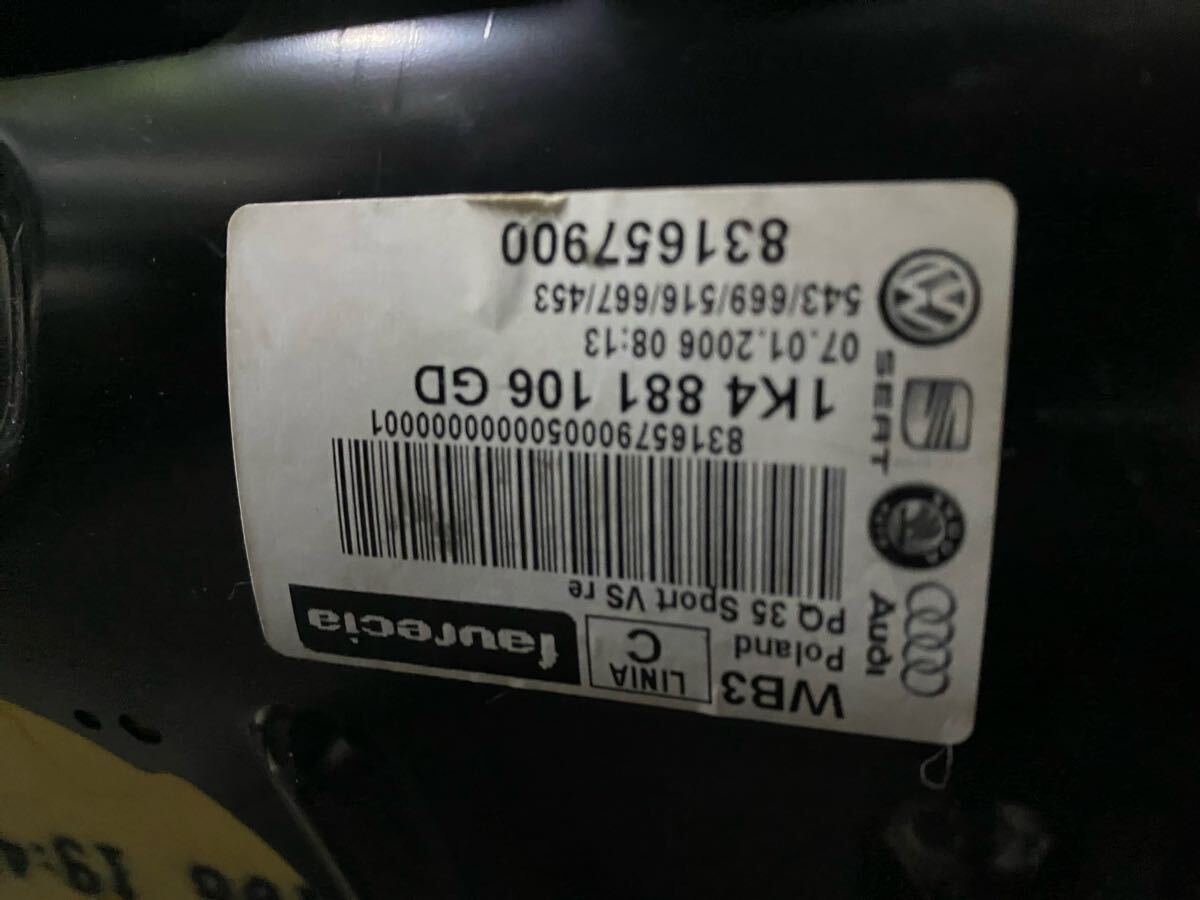 Audi
SEAT
WB3
LINIA
C
faurecia
Poland
PQ 35 Sport VS re
8316579000500000000001
1K4 881 106 GD
07.01.2006 08:13
543/669/516/667/453
831657900